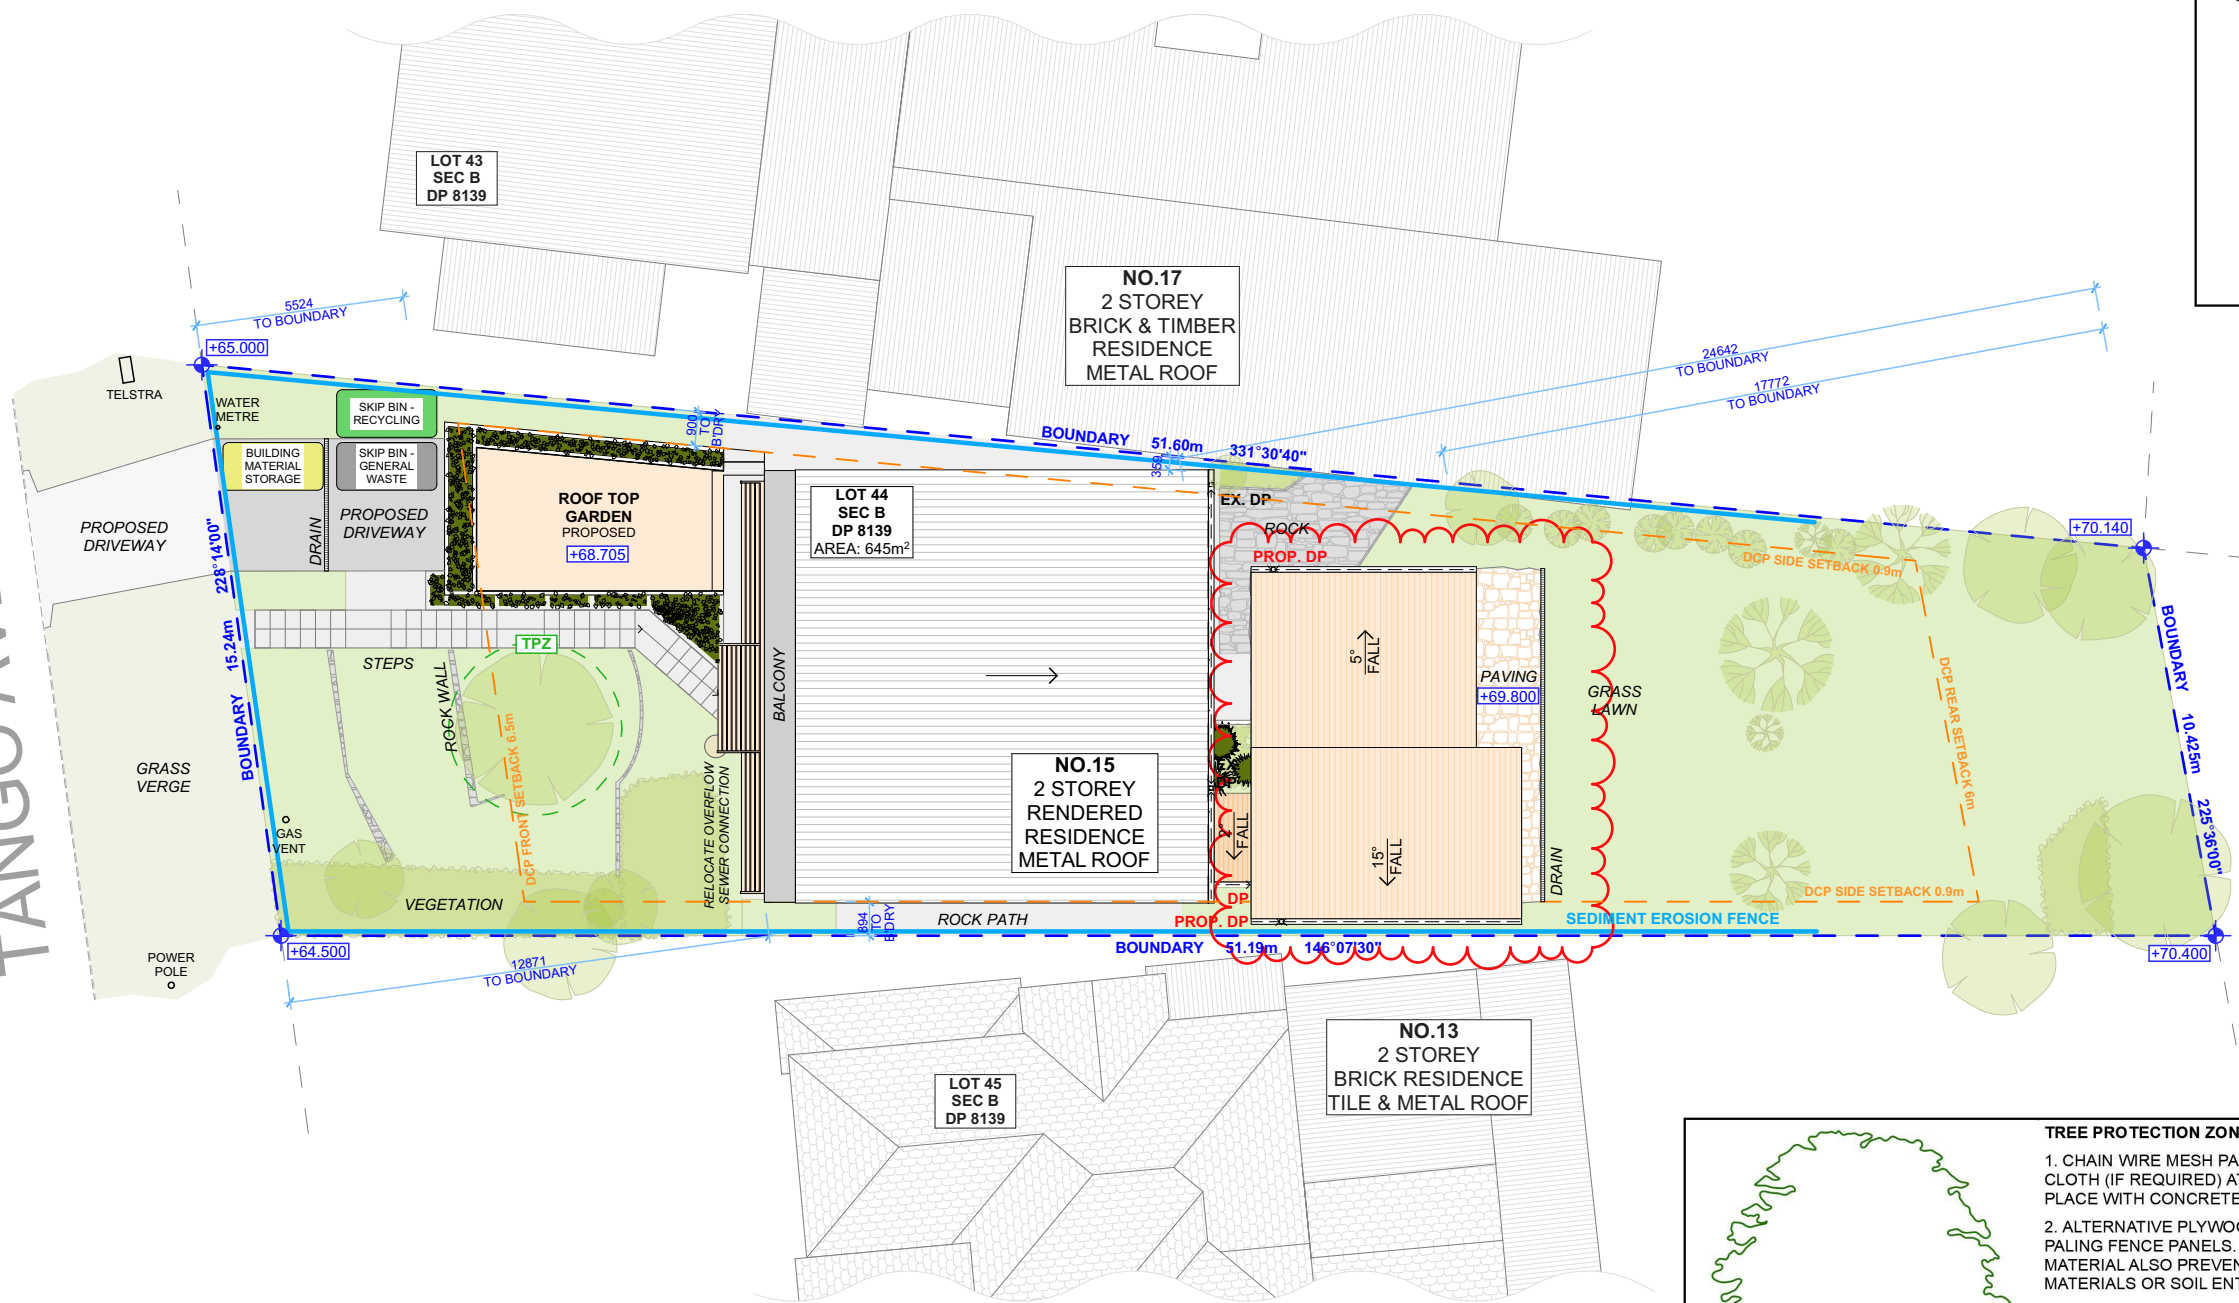 LOT 43
SEC B
DP 8139
NO.17
2 STOREY
BRICK & TIMBER
RESIDENCE
METAL ROOF
5524
TO BOUNDARY
24642
TO BOUNDARY
17772
TO BOUNDARY
+65.000
TELSTRA
WATER
METRE
SKIP BIN -
RECYCLING
BUILDING
MATERIAL
STORAGE
SKIP BIN -
GENERAL
WASTE
900
TO
B'DRY
BOUNDARY 51.60m 331°30'40"
359
PROPOSED
DRIVEWAY
DRAIN
PROPOSED
DRIVEWAY
ROOF TOP
GARDEN
PROPOSED
+68.705
LOT 44
SEC B
DP 8139
AREA: 645m²
EX. DP
ROCK
PROP. DP
DCP SIDE SETBACK 0.9m
+70.140
BOUNDARY 15.24m 228°14'00"
STEPS
TPZ
ROCK WALL
DCP FRONT SETBACK 6.5m
BALCONY
5°
FALL
PAVING
+69.800
GRASS
LAWN
DCP REAR SETBACK 6m
BOUNDARY 10.425m 225°36'00"
GRASS
VERGE
GAS
VENT
RELOCATE OVERFLOW
SEWER CONNECTION
NO.15
2 STOREY
RENDERED
RESIDENCE
METAL ROOF
EX.
DP
2°
FALL
15°
FALL
DRAIN
VEGETATION
894
TO
B'DRY
ROCK PATH
DP
PROP. DP
DCP SIDE SETBACK 0.9m
SEDIMENT EROSION FENCE
BOUNDARY 51.19m 146°07'30"
+64.500
+70.400
POWER
POLE
12871
TO BOUNDARY
LOT 45
SEC B
DP 8139
NO.13
2 STOREY
BRICK RESIDENCE
TILE & METAL ROOF
TREE PROTECTION ZON
1. CHAIN WIRE MESH PA
CLOTH (IF REQUIRED) A
PLACE WITH CONCRETE
2. ALTERNATIVE PLYWO
PALING FENCE PANELS.
MATERIAL ALSO PREVEN
MATERIALS OR SOIL ENT
TANGO